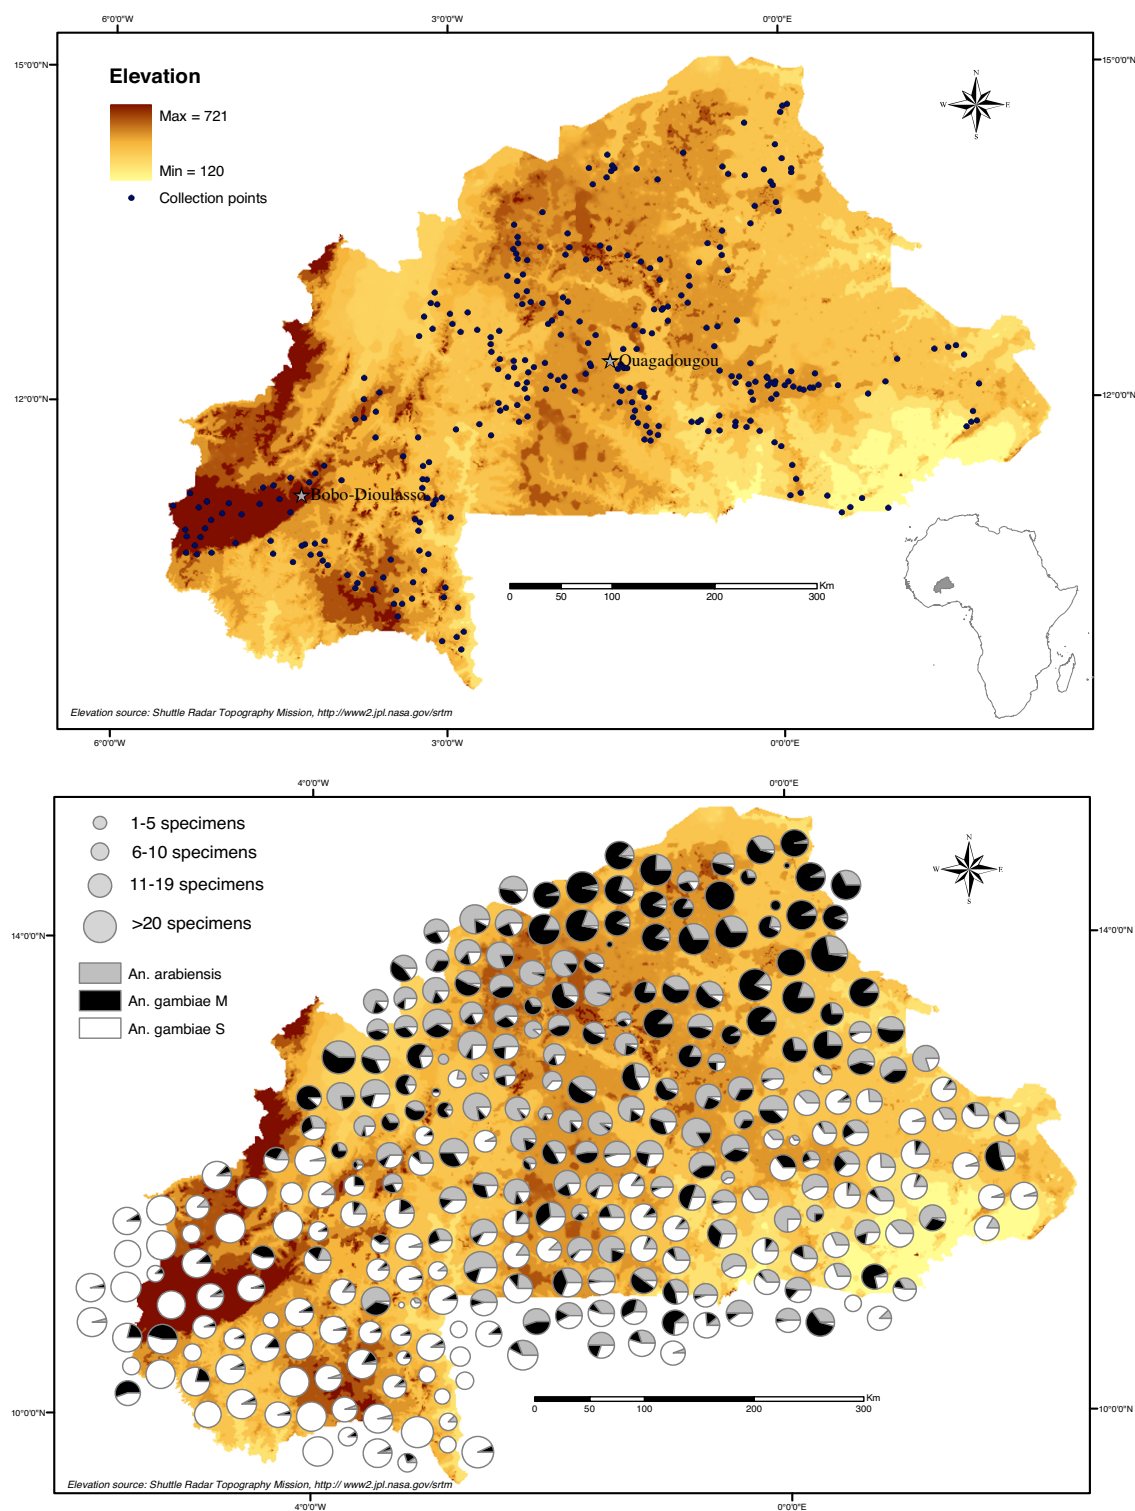 6°0'0"W 3°0'0"W 0°0'0"E
15°0'0"N 15°0'0"N
Elevation
Max = 721
Min = 120
Collection points
N
W E
S
Ouagadougou
12°0'0"N 12°0'0"N
Bobo-Dioulasso
Km
0 50 100 200 300
Elevation source: Shuttle Radar Topography Mission, http://www2.jpl.nasa.gov/srtm
6°0'0"W 3°0'0"W 0°0'0"E
4°0'0"W 0°0'0"E
1-5 specimens
6-10 specimens
11-19 specimens
>20 specimens
N
W E
S
14°0'0"N 14°0'0"N
An. arabiensis
An. gambiae M
An. gambiae S
Km
0 50 100 200 300
10°0'0"N 10°0'0"N
Elevation source: Shuttle Radar Topography Mission, http:// www2.jpl.nasa.gov/srtm
4°0'0"W 0°0'0"E